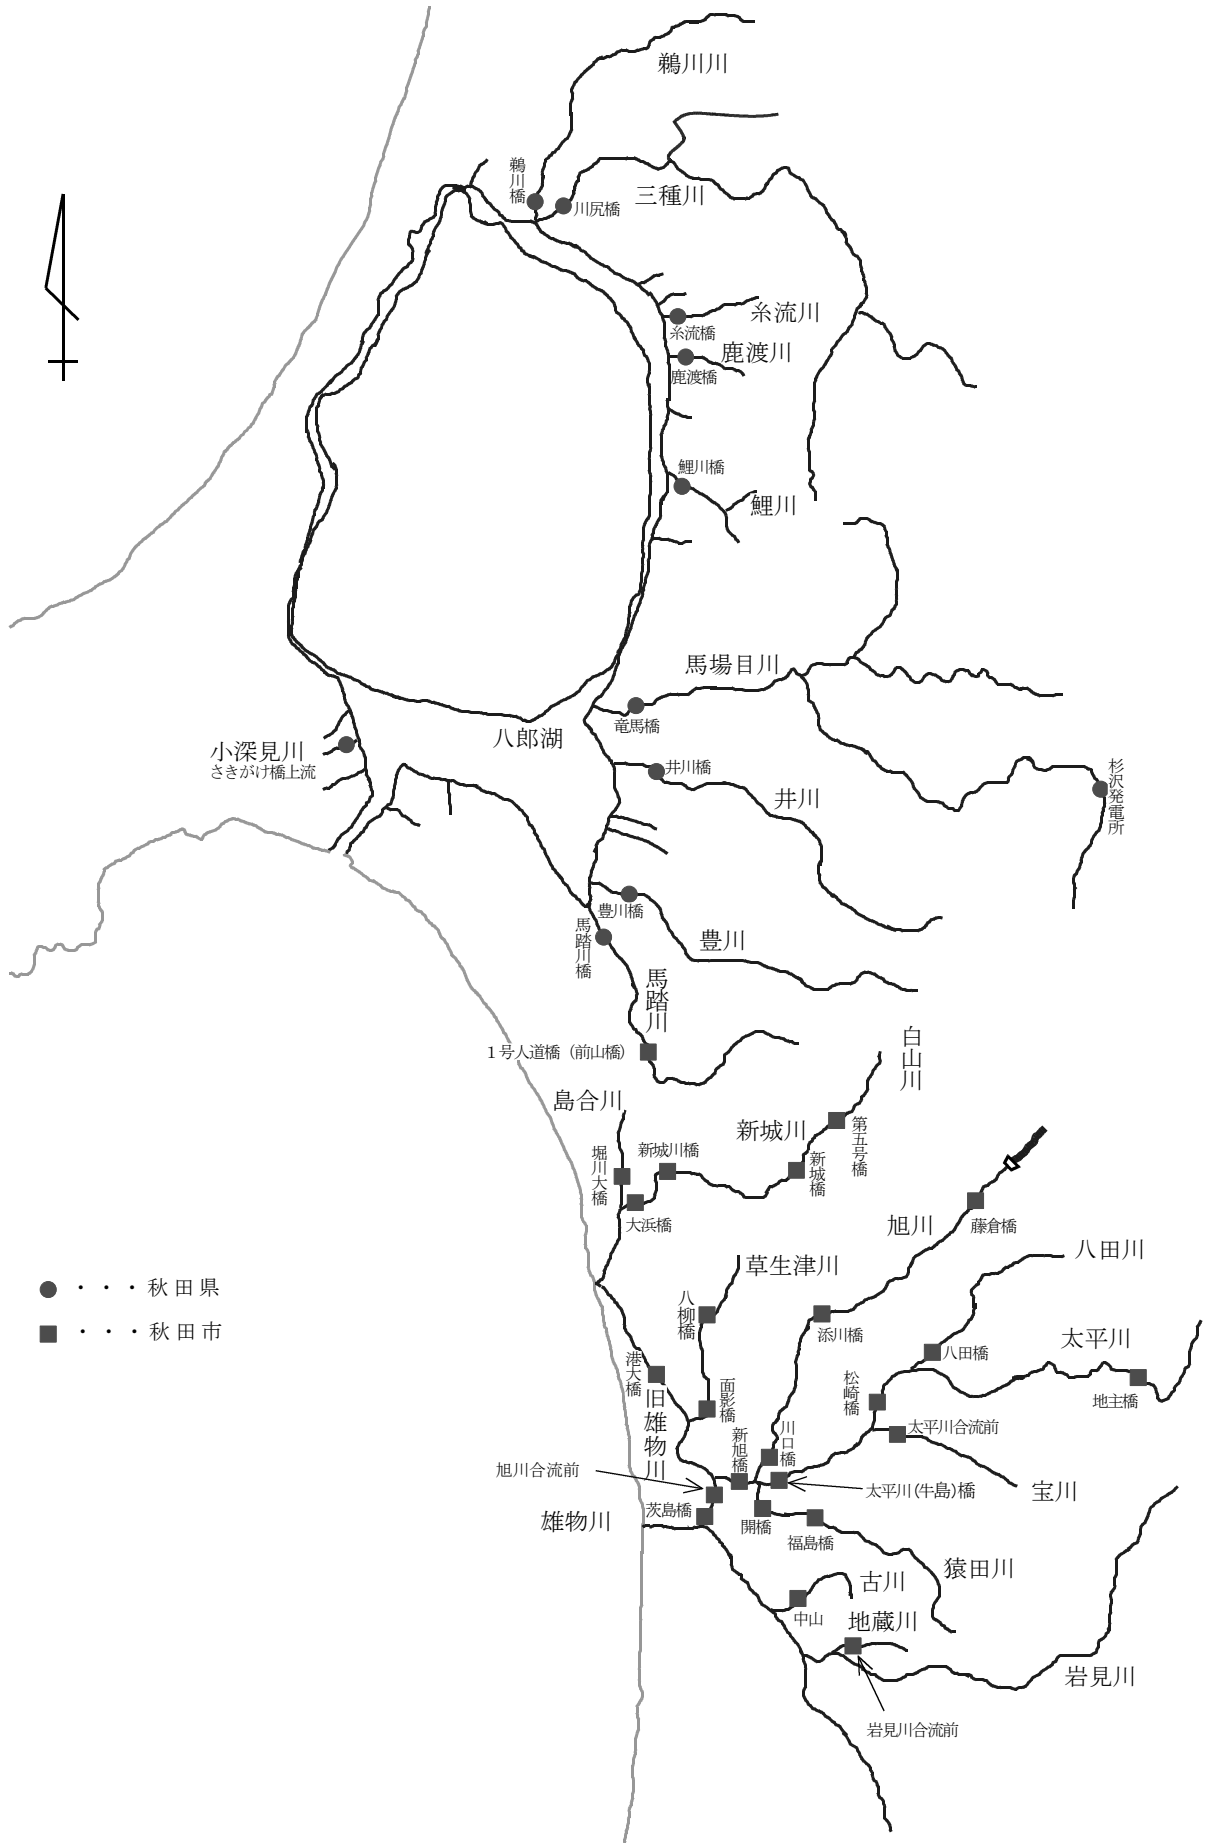 鵜川川
鵜川橋
川尻橋
三種川
糸流川
糸流橋
鹿渡川
鹿渡橋
鯉川橋
鯉川
馬場目川
竜馬橋
八郎湖
小深見川
さきがけ橋上流
井川橋
井川
杉沢発電所
豊川橋
馬踏川橋
豊川
馬踏川
1号人道橋（前山橋）
白山川
島合川
新城川
第五号橋
新城川橋
堀川大橋
新城橋
大浜橋
旭川
藤倉橋
八田川
草生津川
・・・秋田県
・・・秋田市
八柳橋
添川橋
太平川
八田橋
港大橋
面影橋
松崎橋
地主橋
旧雄物川
新旭橋
川口橋
太平川合流前
旭川合流前
太平川（牛島）橋
宝川
雄物川
茨島橋
開橋
福島橋
猿田川
古川
中山
地蔵川
岩見川
岩見川合流前